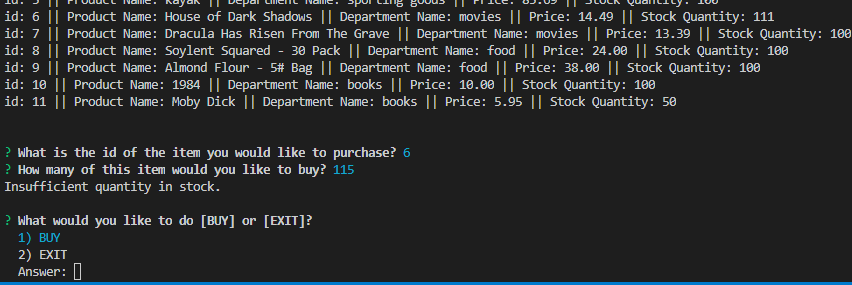 id: 5 || Product Name: kayak || Department Name: sporting goods || Price: 85.69 || Stock Quantity: 100
id: 6 || Product Name: House of Dark Shadows || Department Name: movies || Price: 14.49 || Stock Quantity: 111
id: 7 || Product Name: Dracula Has Risen From The Grave || Department Name: movies || Price: 13.39 || Stock Quantity: 100
id: 8 || Product Name: Soylent Squared - 30 Pack || Department Name: food || Price: 24.00 || Stock Quantity: 100
id: 9 || Product Name: Almond Flour - 5# Bag || Department Name: food || Price: 38.00 || Stock Quantity: 100
id: 10 || Product Name: 1984 || Department Name: books || Price: 10.00 || Stock Quantity: 100
id: 11 || Product Name: Moby Dick || Department Name: books || Price: 5.95 || Stock Quantity: 50
? What is the id of the item you would like to purchase? 6
? How many of this item would you like to buy? 115
Insufficient quantity in stock.
? What would you like to do [BUY] or [EXIT]?
1) BUY
2) EXIT
Answer: